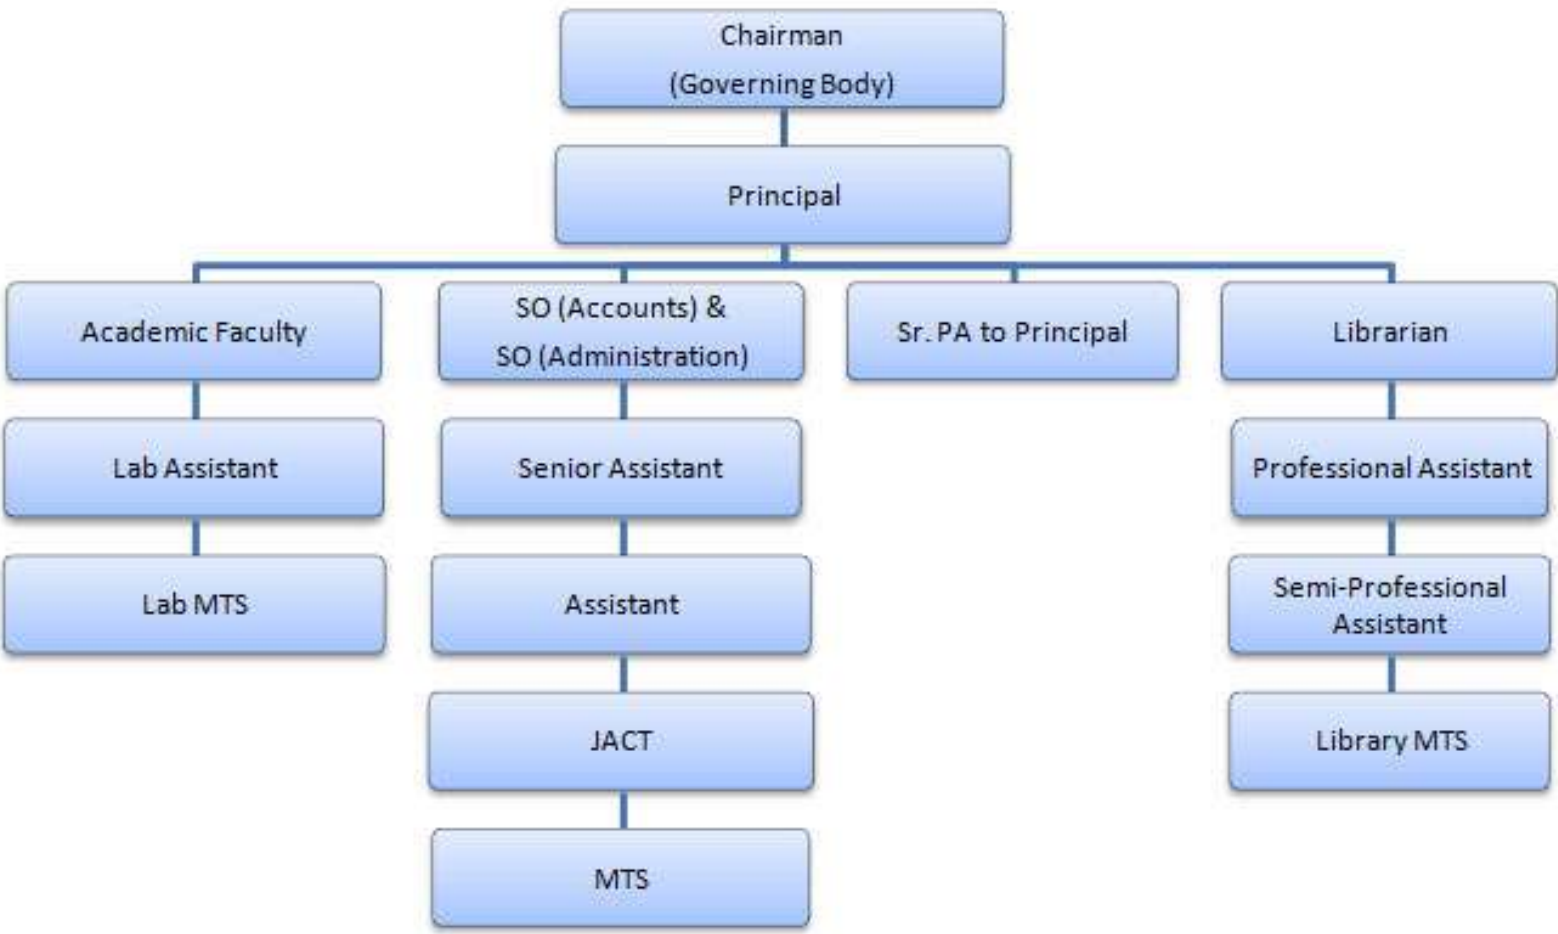 Chairman
(Governing Body)
Principal
Academic Faculty
SO (Accounts) &
SO (Administration)
Sr. PA to Principal
Librarian
Lab Assistant
Senior Assistant
Professional Assistant
Lab MTS
Assistant
Semi-Professional
Assistant
JACT
Library MTS
MTS